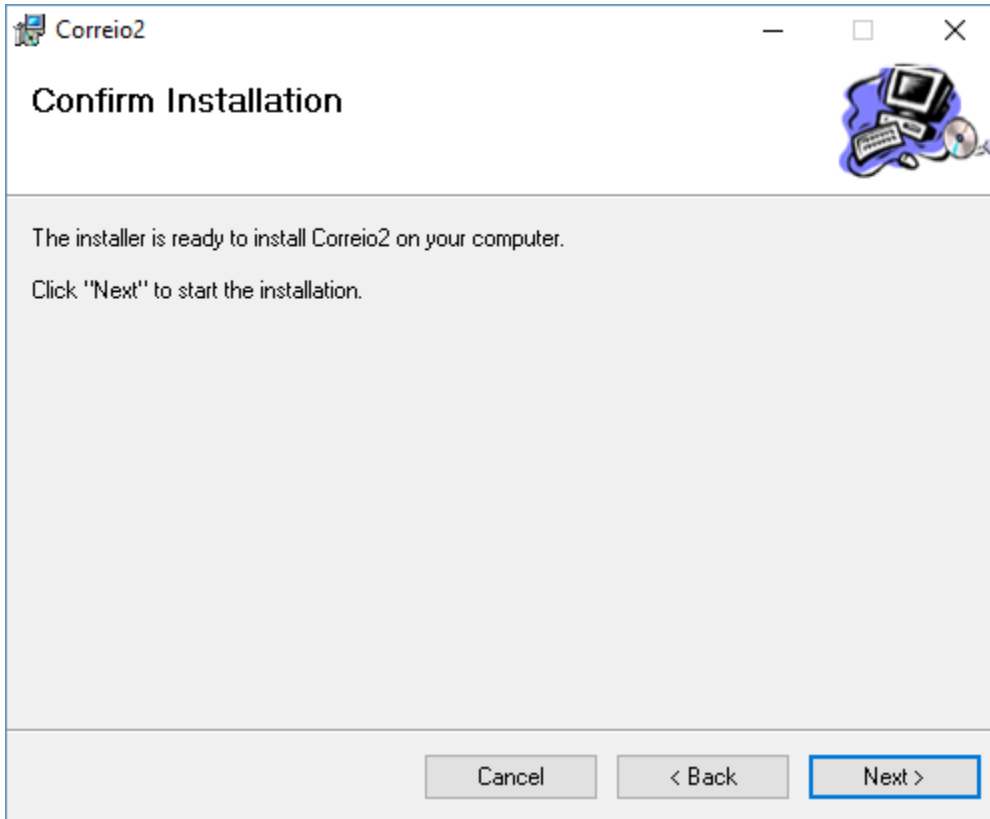 Correio2
Confirm Installation
The installer is ready to install Correio2 on your computer.
Click "Next" to start the installation.
Cancel
< Back
Next >